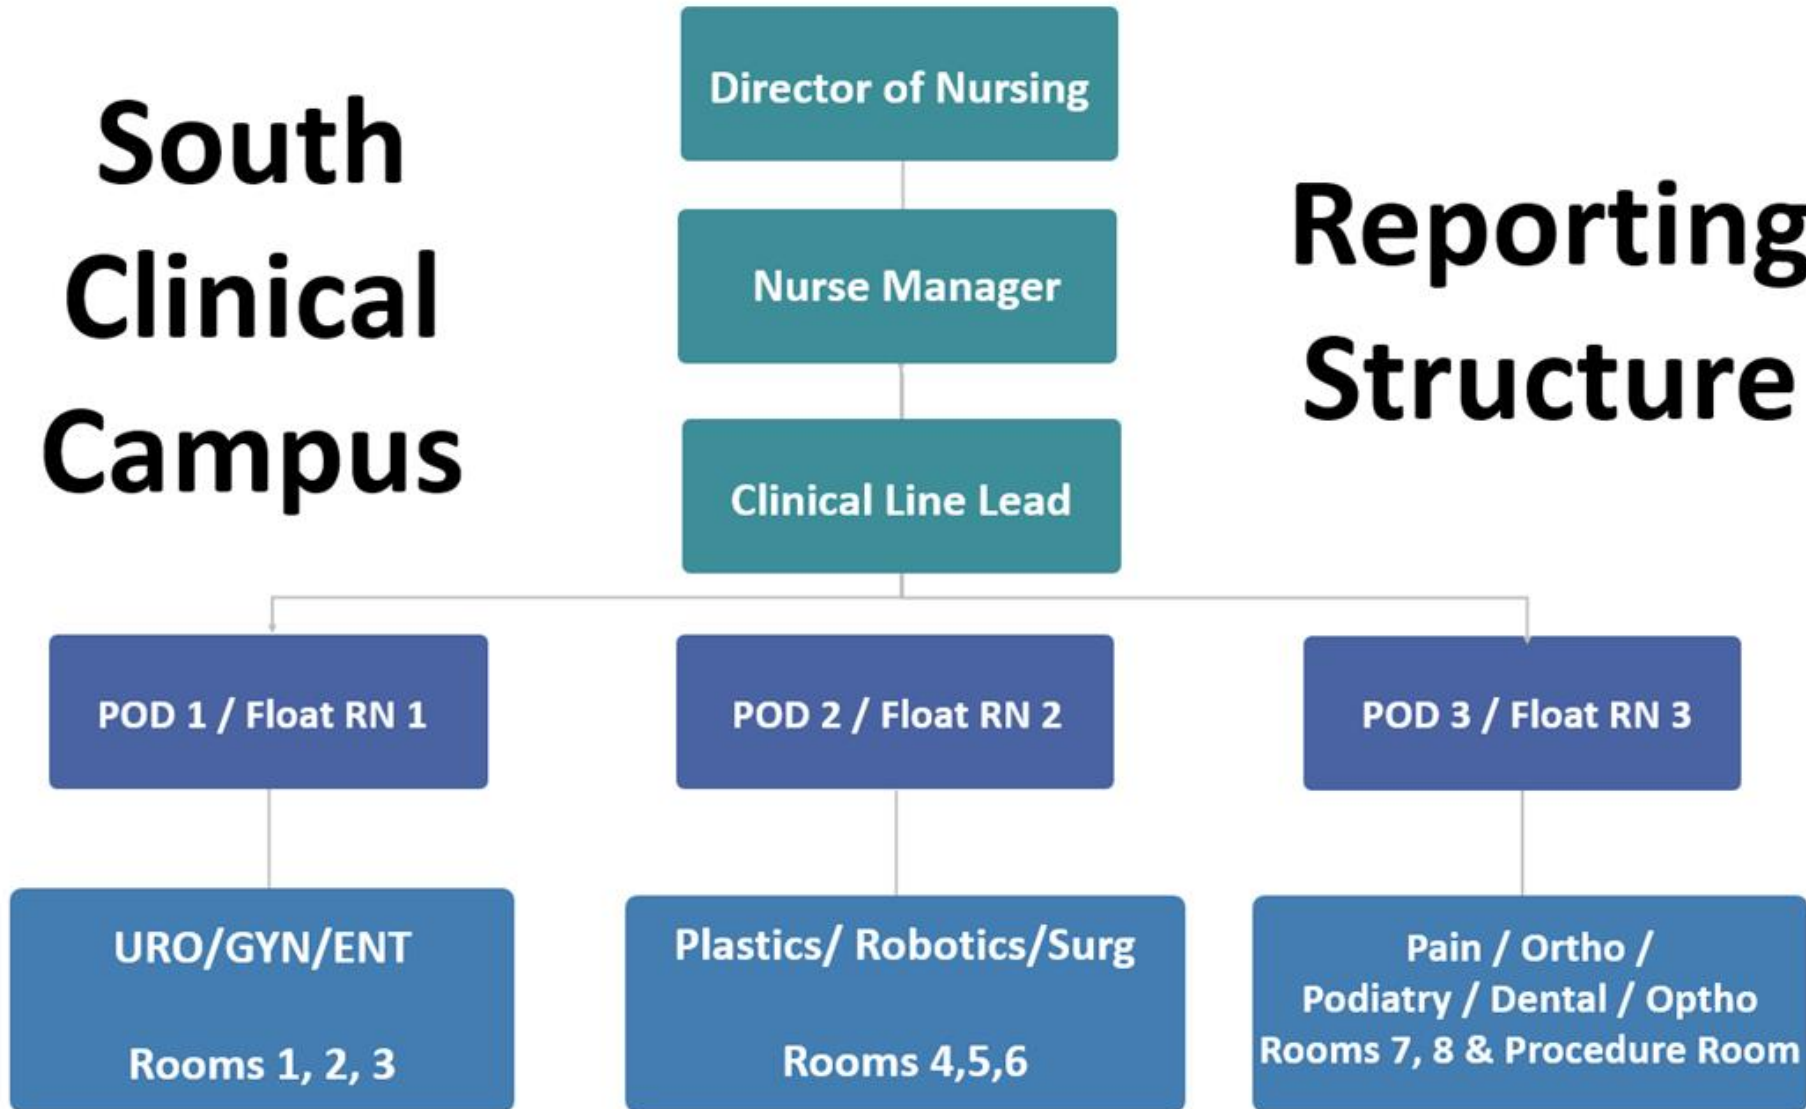 South
Clinical
Campus
Reporting
Structure
Director of Nursing
Nurse Manager
Clinical Line Lead
POD 1 / Float RN 1
POD 2 / Float RN 2
POD 3 / Float RN 3
URO/GYN/ENT
Rooms 1, 2, 3
Plastics/ Robotics/Surg
Rooms 4,5,6
Pain / Ortho /
Podiatry / Dental / Optho
Rooms 7, 8 & Procedure Room